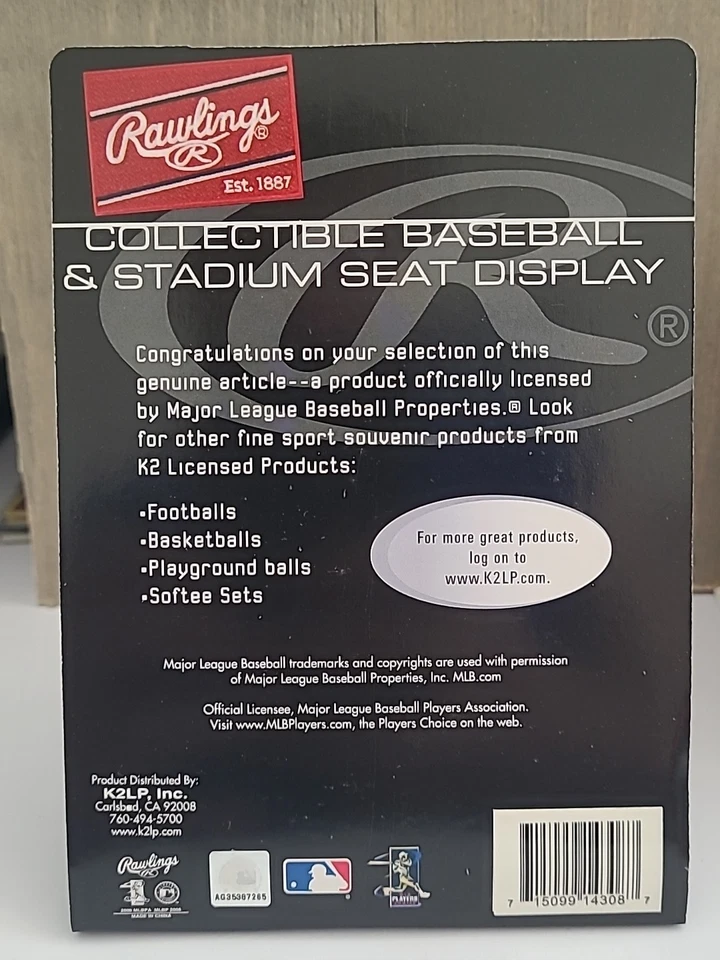 Rawlings®
R
Est. 1887
COLLECTIBLE BASEBALL
& STADIUM SEAT DISPLAY
®
Congratulations on your selection of this
genuine article--a product officially licensed
by Major League Baseball Properties.® Look
for other fine sport souvenir products from
K2 Licensed Products:
•Footballs
•Basketballs
•Playground balls
•Softee Sets
For more great products,
log on to
www.K2LP.com.
Major League Baseball trademarks and copyrights are used with permission
of Major League Baseball Properties, Inc. MLB.com
Official Licensee, Major League Baseball Players Association.
Visit www.MLBPlayers.com, the Players Choice on the web.
Product Distributed By:
K2LP, Inc.
Carlsbad, CA 92008
760-494-5700
www.k2lp.com
Rawlings
MADE IN CHINA
AG35307265
PLAYERS
7 15099 14308 7